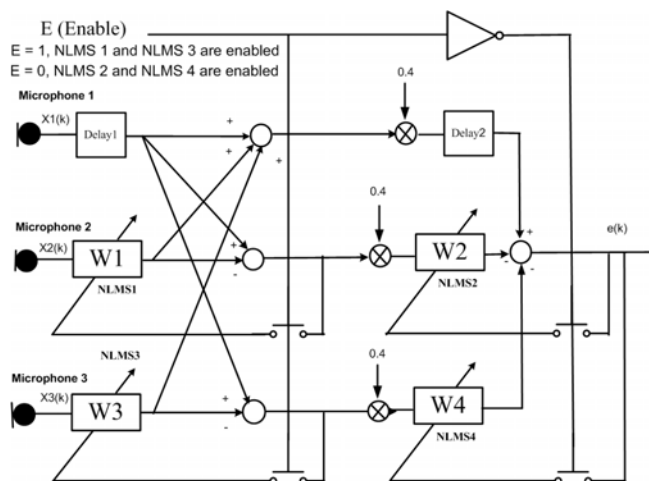 E (Enable)
E = 1, NLMS 1 and NLMS 3 are enabled
E = 0, NLMS 2 and NLMS 4 are enabled
0.4
Microphone 1
X1(k)
Delay1
+
+
+
Delay2
Microphone 2
0.4
X2(k)
W1
NLMS1
+
-
W2
NLMS2
+
-
-
e(k)
NLMS3
Microphone 3
0.4
X3(k)
W3
+
-
W4
NLMS4